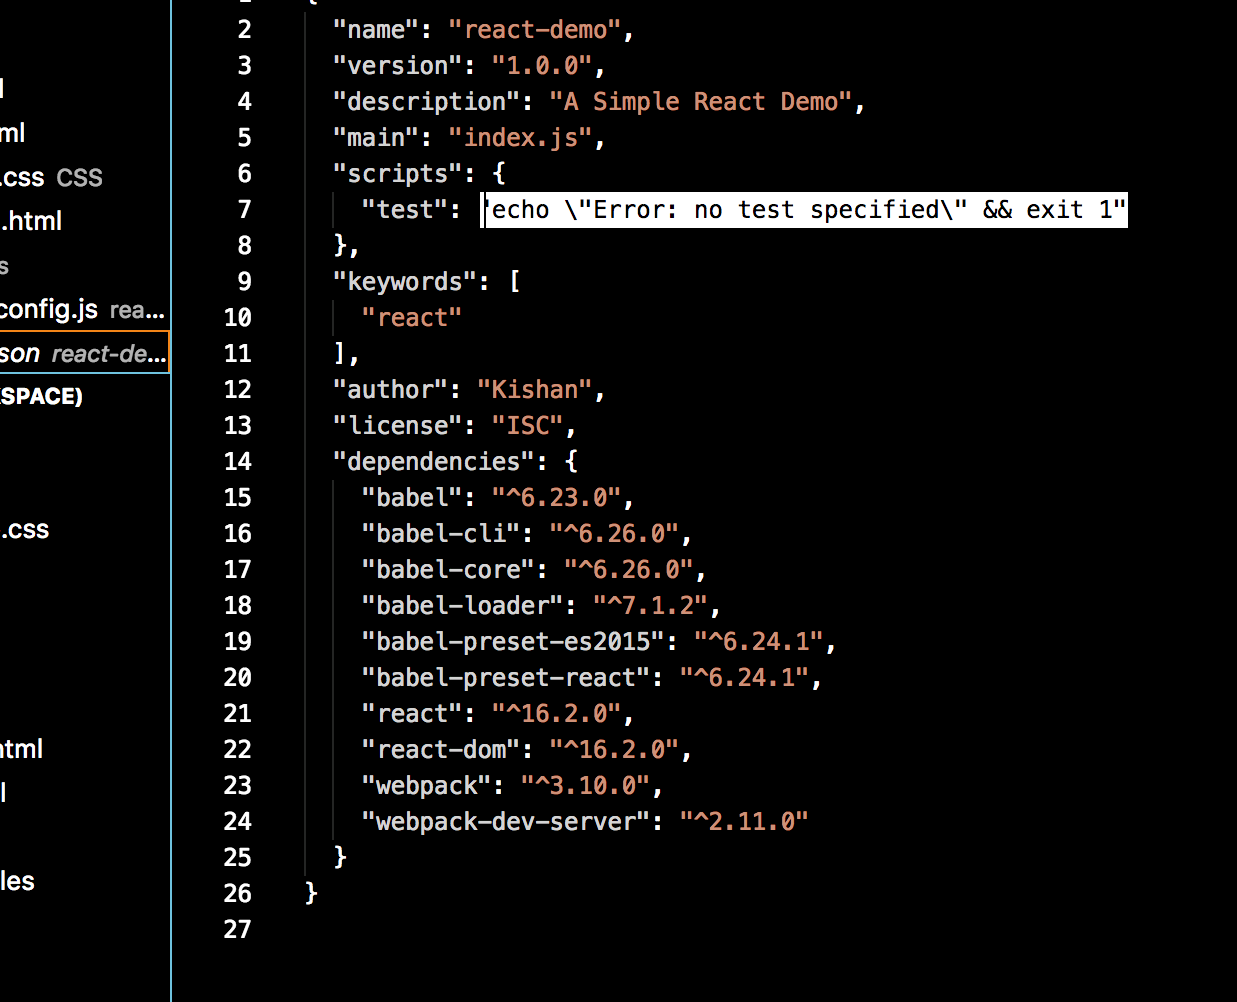 ml
.css CSS
.html
s
config.js rea...
son react-de...
KSPACE)
.css
html
l
les
1 {
2 "name": "react-demo",
3 "version": "1.0.0",
4 "description": "A Simple React Demo",
5 "main": "index.js",
6 "scripts": {
7 "test": "echo \"Error: no test specified\" && exit 1"
8 },
9 "keywords": [
10 "react"
11 ],
12 "author": "Kishan",
13 "license": "ISC",
14 "dependencies": {
15 "babel": "^6.23.0",
16 "babel-cli": "^6.26.0",
17 "babel-core": "^6.26.0",
18 "babel-loader": "^7.1.2",
19 "babel-preset-es2015": "^6.24.1",
20 "babel-preset-react": "^6.24.1",
21 "react": "^16.2.0",
22 "react-dom": "^16.2.0",
23 "webpack": "^3.10.0",
24 "webpack-dev-server": "^2.11.0"
25 }
26 }
27